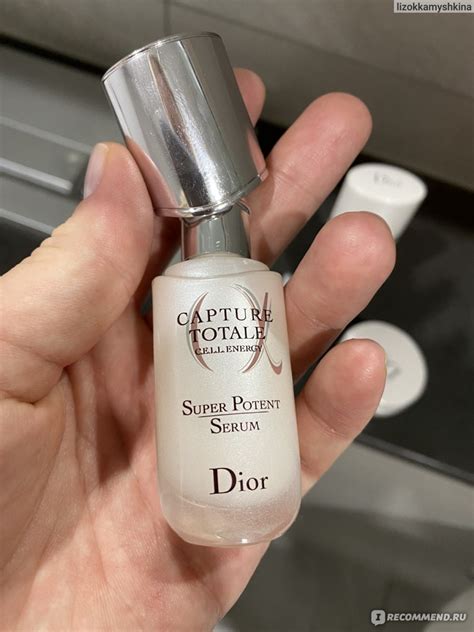 lizokkamyshkina
Dior
CAPTURE
TOTALE
C.E.L.L. ENERGY
SUPER POTENT
SERUM
Dior
I RECOMMEND.RU